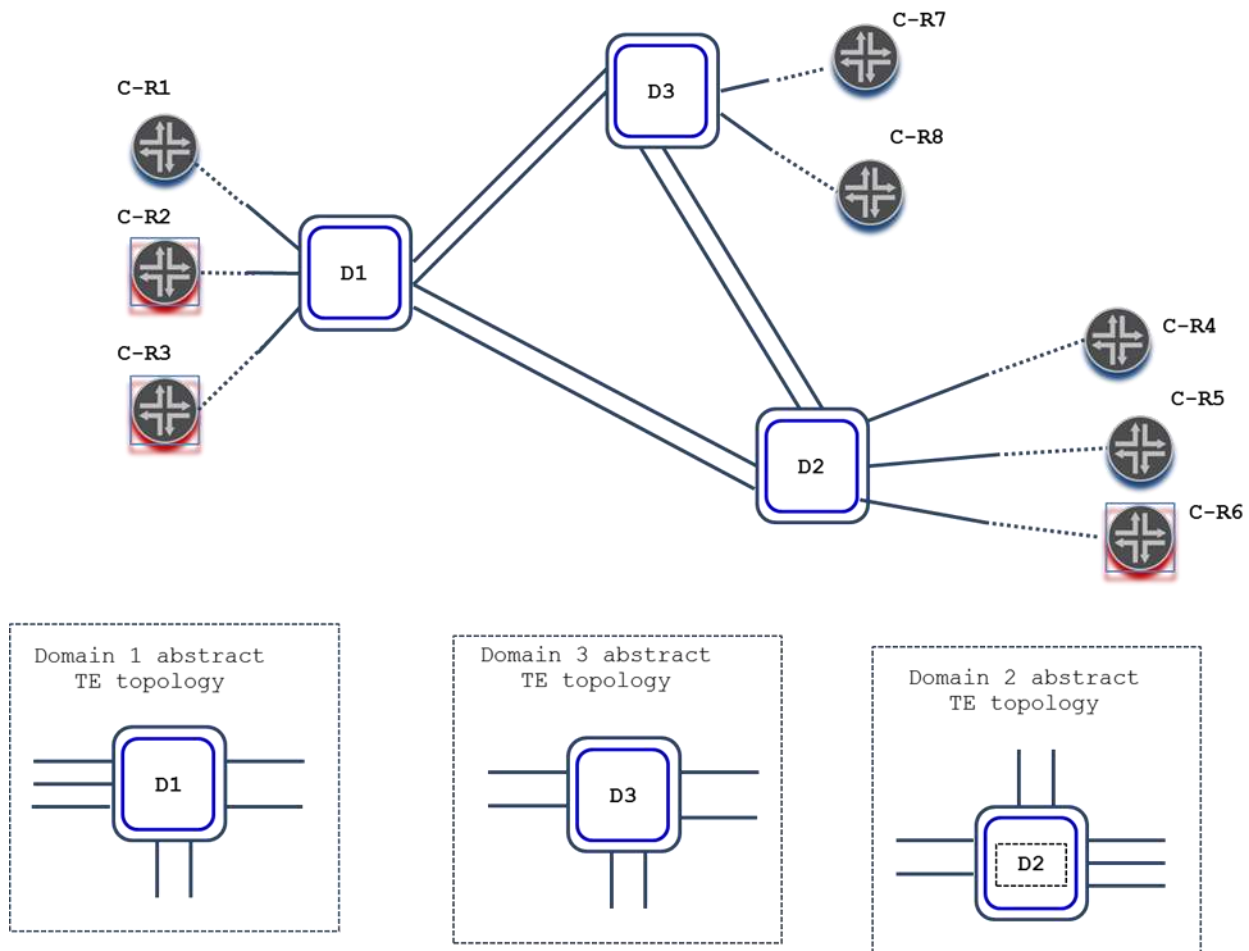 C-R7
D3
C-R1
C-R8
C-R2
D1
C-R3
C-R4
C-R5
D2
C-R6
Domain 1 abstract
TE topology
D1
Domain 3 abstract
TE topology
D3
Domain 2 abstract
TE topology
D2